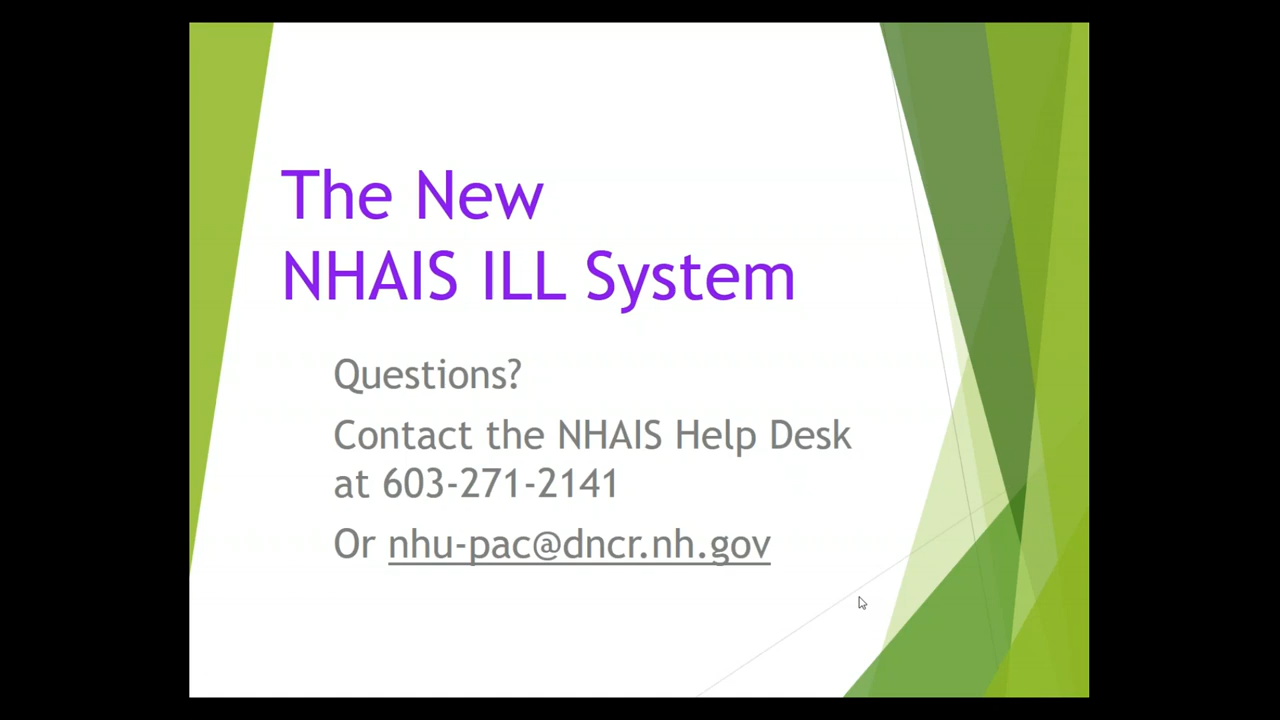 The New
NHAIS ILL System
Questions?
Contact the NHAIS Help Desk
at 603-271-2141
Or nhu-pac@dncr.nh.gov